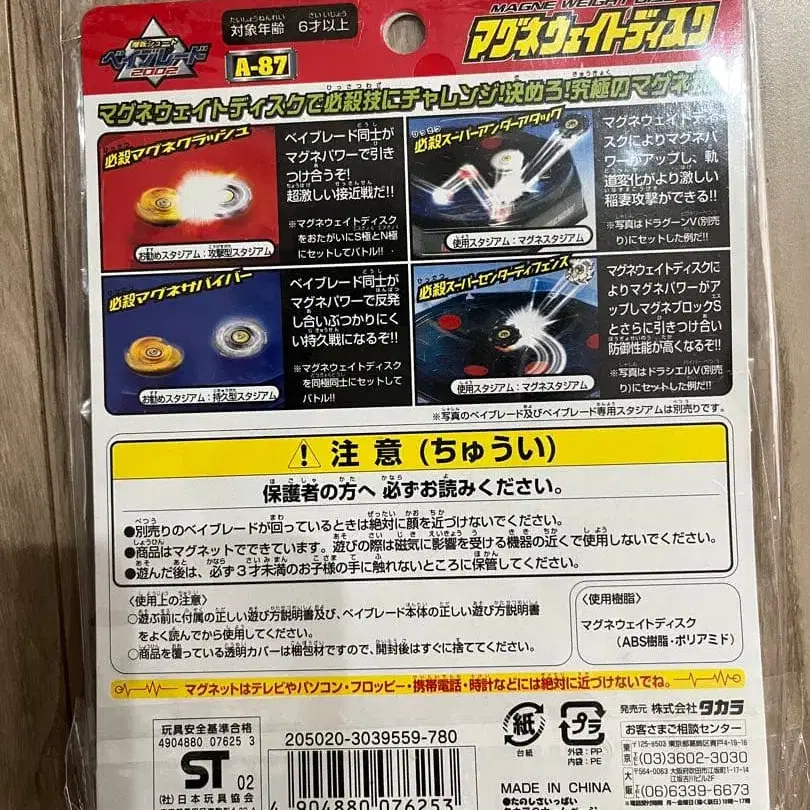 爆転シュート
ベイブレード
2002
対象年齢 6才以上
A-87
MAGNE WEIGHT
マグネウェイトディスク
マグネウェイトディスクで必殺技にチャレンジ!決めろ!究極のマグネ
必殺マグネクラッシュ
ベイブレード同士が
マグネパワーで引き
つけ合うぞ!
超激しい接近戦だ!!
※マグネウェイトディスク
をおたがいにS極とN極
にセットしてバトル!!
お勧めスタジアム:攻撃型スタジアム
必殺スーパーアンダーアタック
マグネウェイトディ
スクによりマグネパ
ワーがアップし、軌
道変化がより激しい
稲妻攻撃ができる!!
※写真はドラグーンV(別売
り)にセットした例だ!!
使用スタジアム:マグネスタジアム
必殺マグネサバイバー
ベイブレード同士が
マグネパワーで反発
し合いぶつかりにく
い持久戦になるぞ!!
※マグネウェイトディスク
を同極同士にセットして
バトル!!
お勧めスタジアム:持久型スタジアム
必殺スーパーセンターディフェンス
マグネウェイトディスクに
よりマグネパワーがア
ップしマグネブロックS
とさらに引きつけ合い
防御性能が高くなるぞ!!
※写真はドラシエルV(別売
り)にセットした例だ!!
使用スタジアム:マグネスタジアム
※写真のベイブレード及びベイブレード専用スタジアムは別売りです。
注意(ちゅうい)
保護者の方へ 必ずお読みください。
●別売りのベイブレードが回っているときは絶対に顔を近づけないでください。
●商品はマグネットでできています。遊びの際は磁気に影響を受ける機器の近くで使用しないでください。
●遊んだ後は、必ず3才未満のお子様の手に触れないところに保管してください。
〈使用上の注意〉
○遊ぶ前に付属の正しい遊び方説明書及び、ベイブレード本体の正しい遊び方説明書
をよく読んでから使用してください。
○商品を覆っている透明カバーは梱包材ですので、開封後はすぐに捨ててください。
〈使用樹脂〉
マグネウェイトディスク
(ABS樹脂・ポリアミド)
マグネットはテレビやパソコン・フロッピー・携帯電話・時計などには絶対に近づけないでね。
玩具安全基準合格
4904880 07625 3
ST 02
(社)日本玩具協会
205020-3039559-780
4 904880 076253
紙
台紙
プラ
外袋:PP
内袋:PE
MADE IN CHINA
発売元 株式会社タカラ
お客さまご相談センター
東京 〒125-8503 東京都葛飾区青戸4-19-16
(03)3602-3030
大阪 〒564-0063 大阪府吹田市江坂町1-17
江坂吉川ビル2F
(06)6339-6673